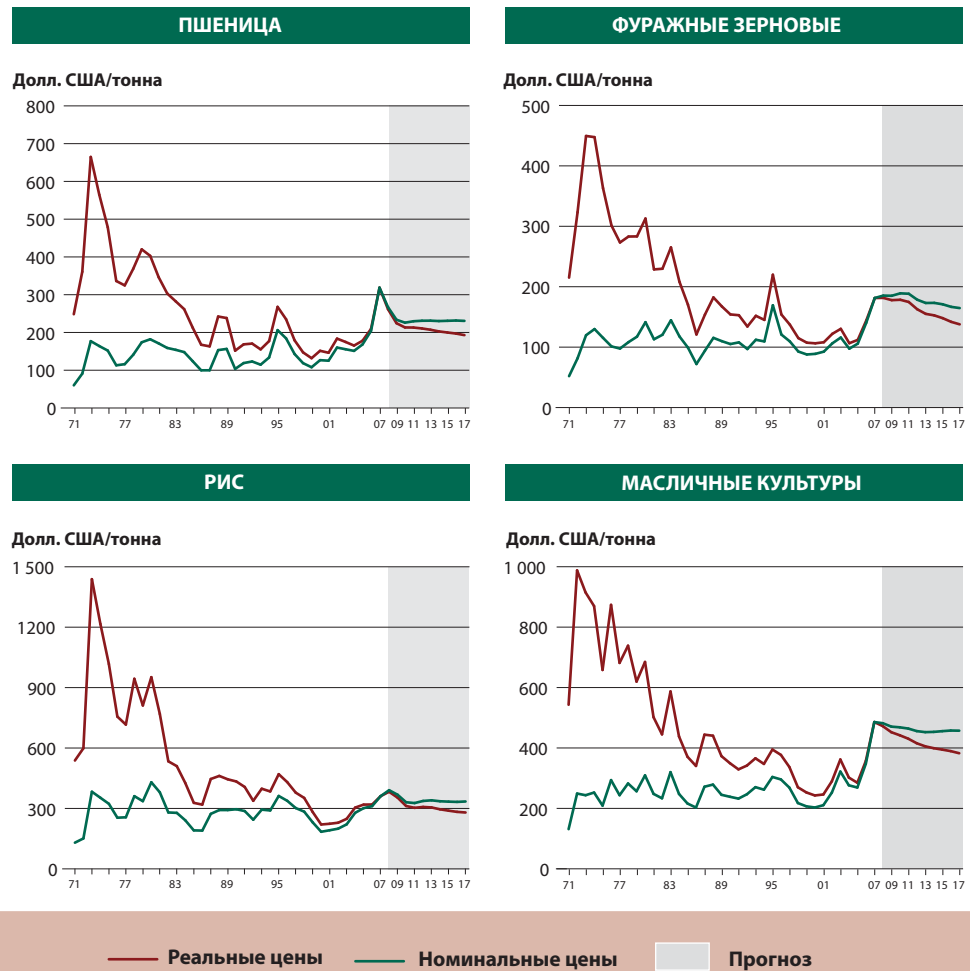 ПШЕНИЦА
Долл. США/тонна
800
700
600
500
400
300
200
100
0
71 77 83 89 95 01 07 09 11 13 15 17
ФУРАЖНЫЕ ЗЕРНОВЫЕ
Долл. США/тонна
500
400
300
200
100
0
71 77 83 89 95 01 07 09 11 13 15 17
РИС
Долл. США/тонна
1 500
1200
900
600
300
0
71 77 83 89 95 01 07 09 11 13 15 17
МАСЛИЧНЫЕ КУЛЬТУРЫ
Долл. США/тонна
1 000
800
600
400
200
0
71 77 83 89 95 01 07 09 11 13 15 17
Реальные цены Номинальные цены Прогноз